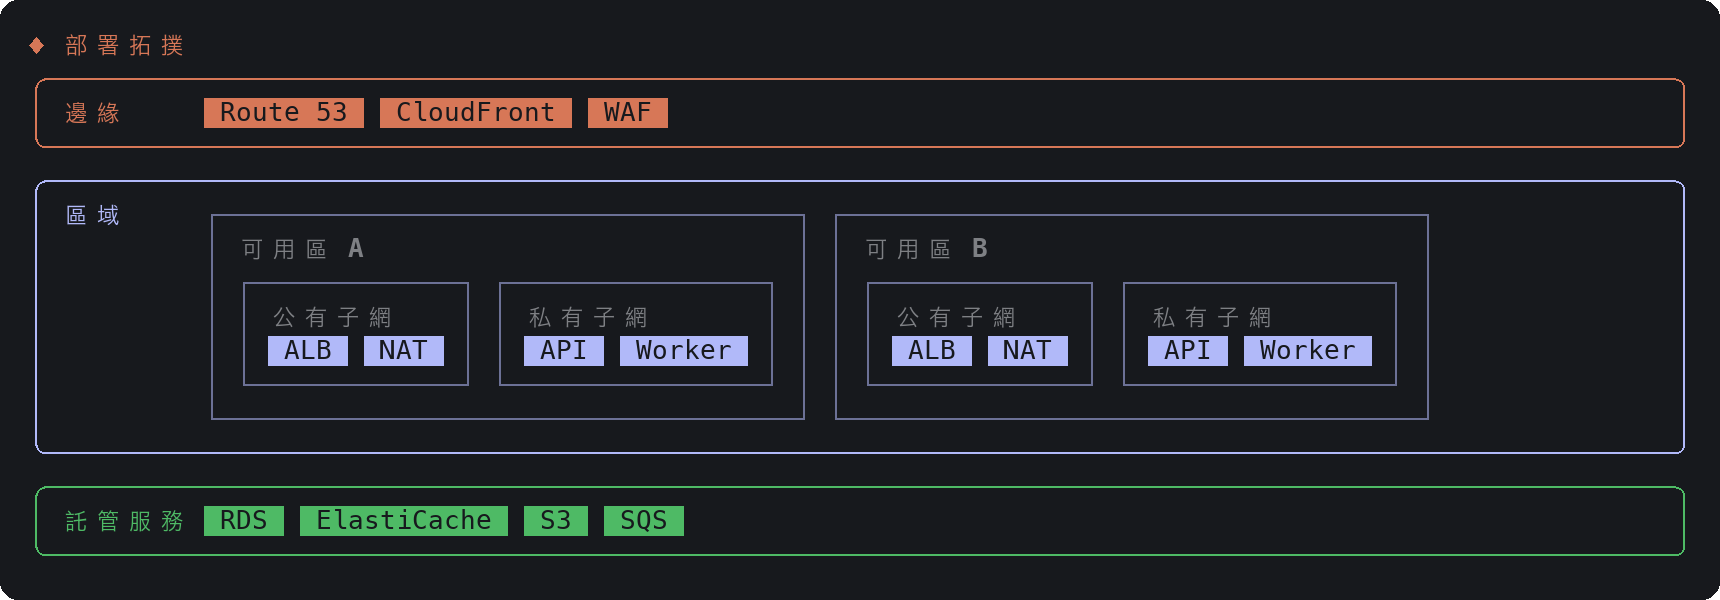 部署拓撲
邊緣 Route 53 CloudFront WAF
區域
可用區 A 可用區 B
公有子網 私有子網 公有子網 私有子網
ALB NAT API Worker ALB NAT API Worker
託管服務 RDS ElastiCache S3 SQS